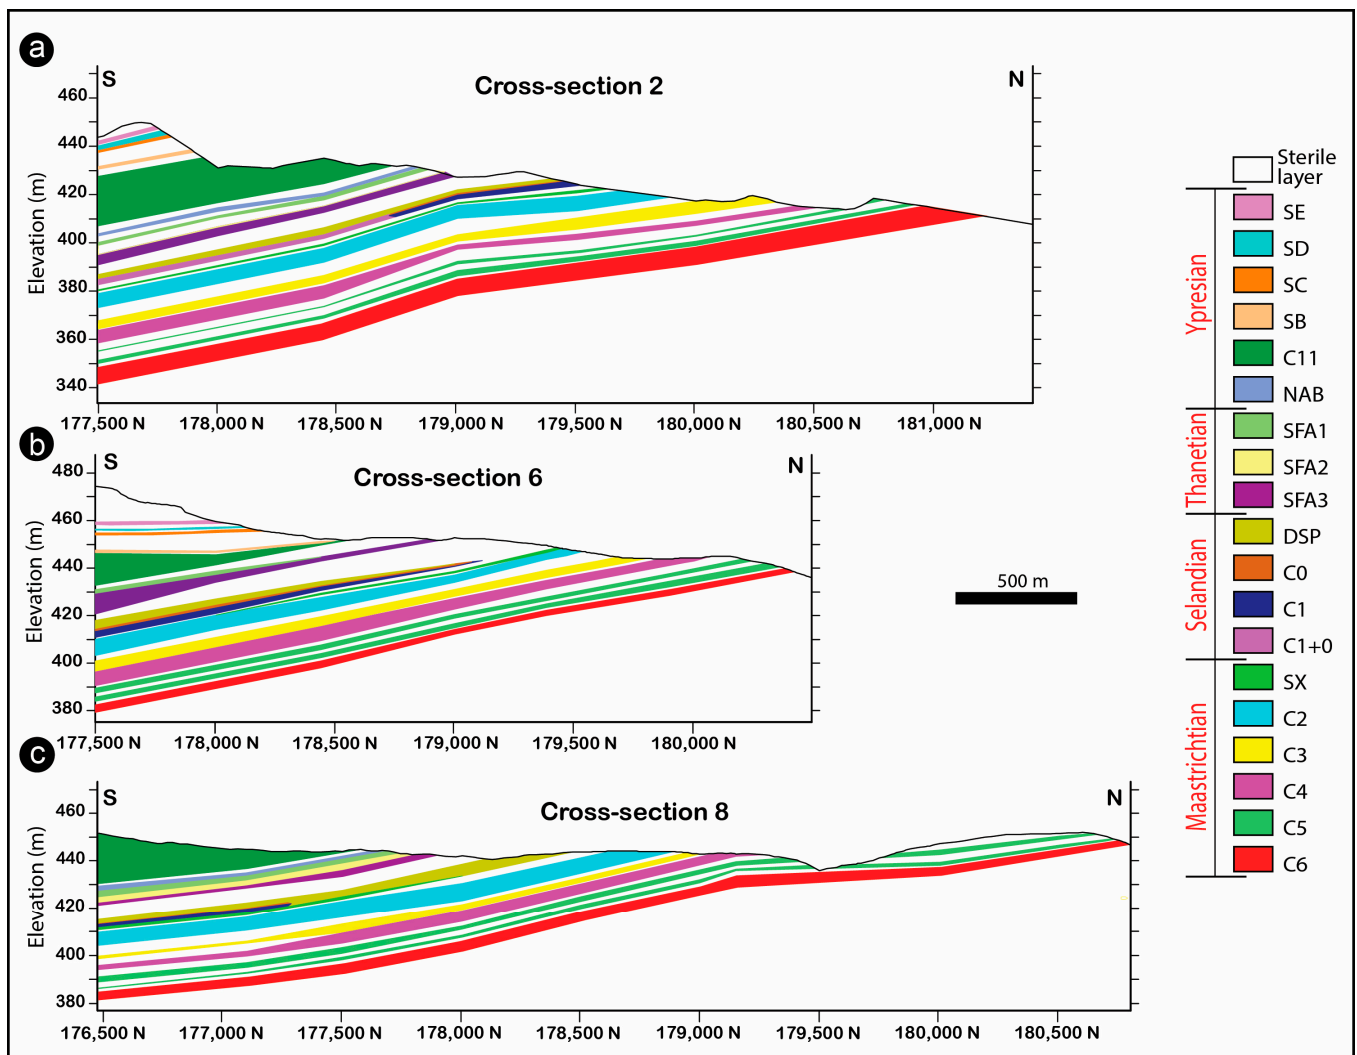 a
S
Cross-section 2
N
460
440
420
400
380
360
340
Elevation (m)
177,500 N 178,000 N 178,500 N 179,000 N 179,500 N 180,000 N 180,500 N 181,000 N
b
S
Cross-section 6
N
480
460
440
420
400
380
Elevation (m)
177,500 N 178,000 N 178,500 N 179,000 N 179,500 N 180,000 N
500 m
c
S
Cross-section 8
N
460
440
420
400
380
Elevation (m)
176,500 N 177,000 N 177,500 N 178,000 N 178,500 N 179,000 N 179,500 N 180,000 N 180,500 N
Sterile
layer
Ypresian
SE
SD
SC
SB
C11
NAB
Thanetian
SFA1
SFA2
SFA3
Selandian
DSP
C0
C1
C1+0
Maastrichtian
SX
C2
C3
C4
C5
C6